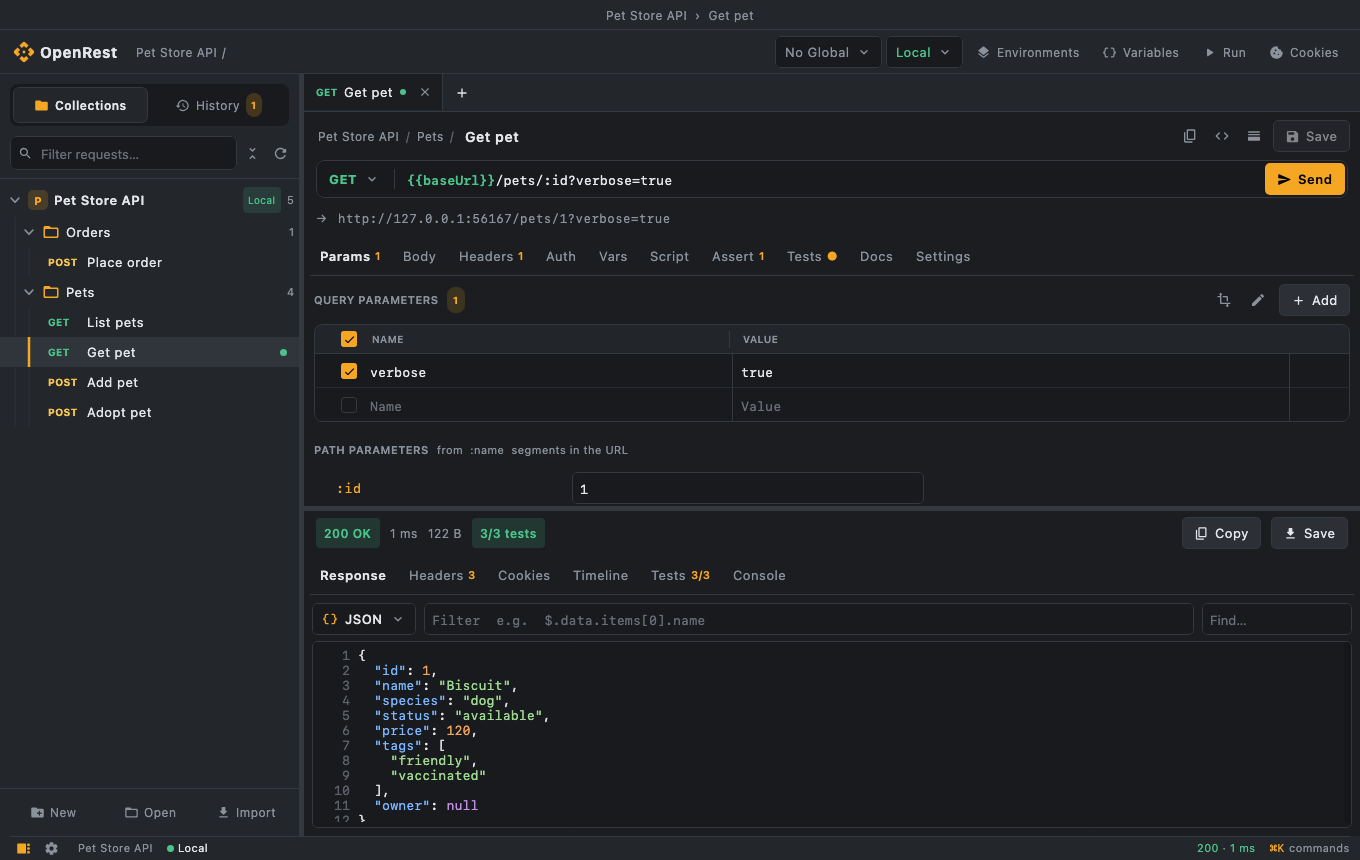 Pet Store API › Get pet
OpenRest Pet Store API /
No Global Local Environments {} Variables Run Cookies
Collections History 1
GET Get pet
Filter requests...
Pet Store API / Pets / Get pet
Save
GET {{baseUrl}}/pets/:id?verbose=true Send
→ http://127.0.0.1:56167/pets/1?verbose=true
P Pet Store API Local 5
Orders 1
POST Place order
Pets 4
GET List pets
GET Get pet
POST Add pet
POST Adopt pet
Params 1 Body Headers 1 Auth Vars Script Assert 1 Tests Docs Settings
QUERY PARAMETERS 1
+ Add
NAME VALUE
verbose true
Name Value
PATH PARAMETERS from :name segments in the URL
:id 1
200 OK 1 ms 122 B 3/3 tests
Copy Save
Response Headers 3 Cookies Timeline Tests 3/3 Console
{} JSON Filter e.g. $.data.items[0].name Find...
1 {
2 "id": 1,
3 "name": "Biscuit",
4 "species": "dog",
5 "status": "available",
6 "price": 120,
7 "tags": [
8 "friendly",
9 "vaccinated"
10 ],
11 "owner": null
12 }
New Open Import
Pet Store API Local
200 · 1 ms ⌘K commands